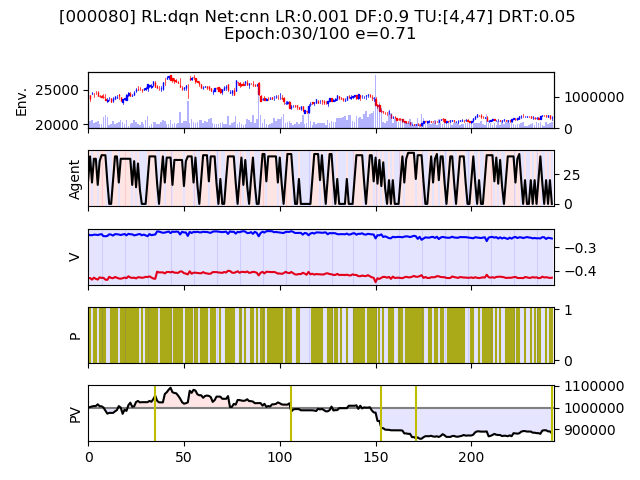 [000080] RL:dqn Net:cnn LR:0.001 DF:0.9 TU:[4,47] DRT:0.05
Epoch:030/100 e=0.71
Env.
25000
20000
1000000
0
Agent
25
0
V
−0.3
−0.4
P
1
0
PV
1100000
1000000
900000
0
50
100
150
200